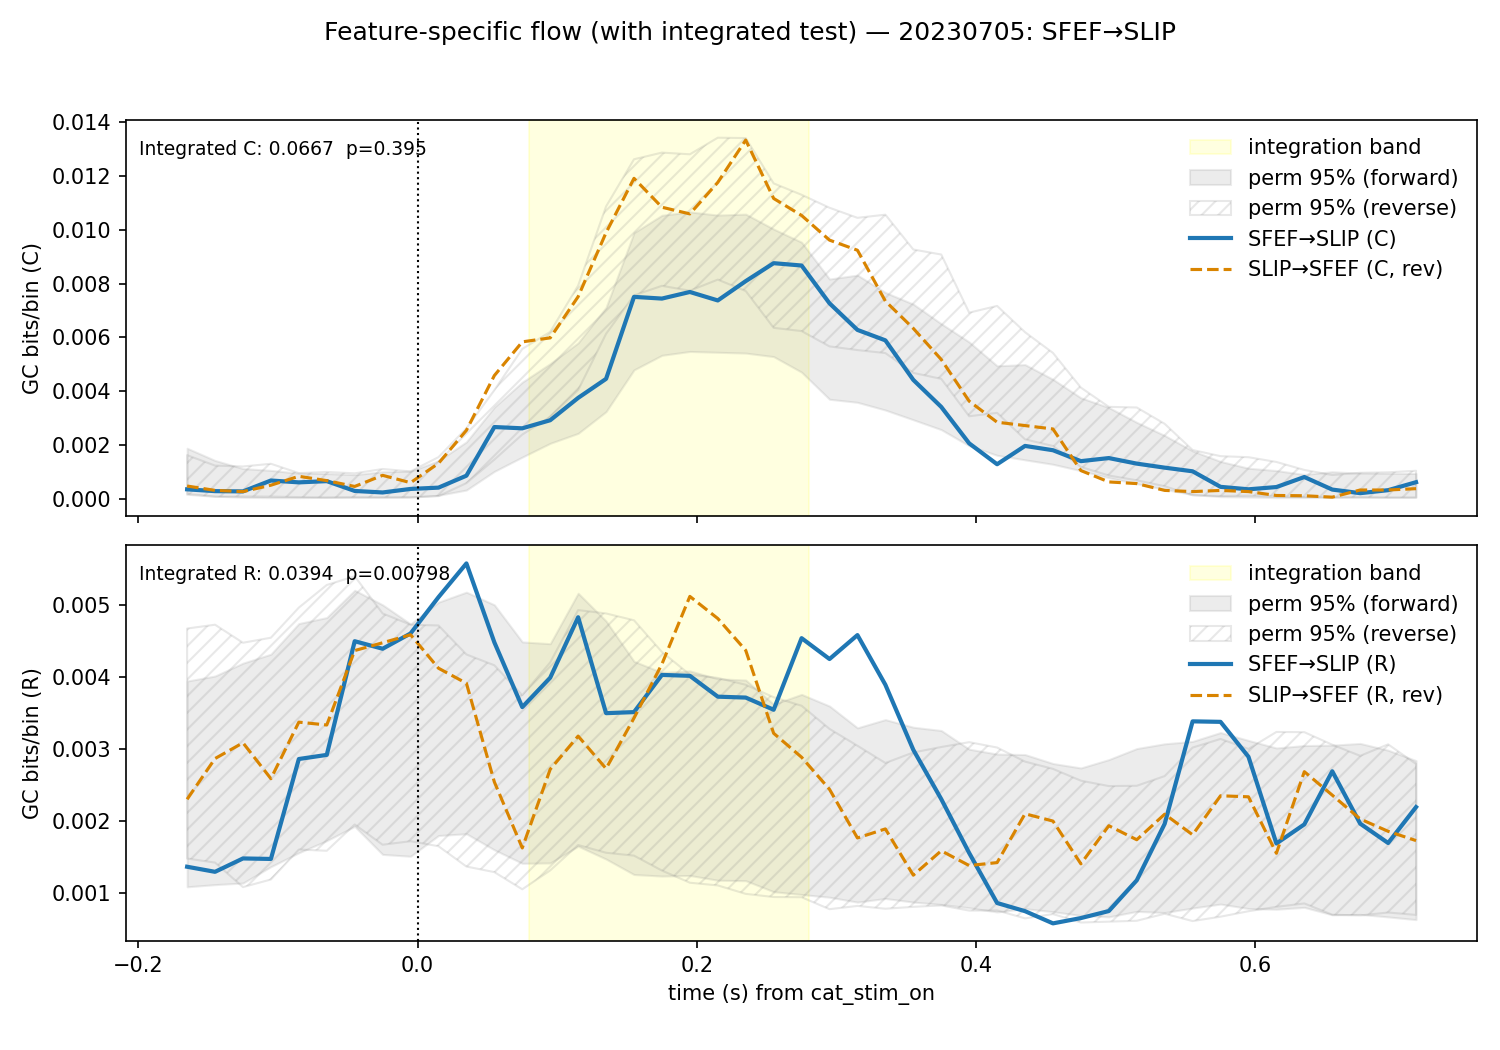 Feature-specific flow (with integrated test) — 20230705: SFEF→SLIP
GC bits/bin (C)
0.014
0.012
0.010
0.008
0.006
0.004
0.002
0.000
Integrated C: 0.0667  p=0.395
integration band
perm 95% (forward)
perm 95% (reverse)
SFEF→SLIP (C)
SLIP→SFEF (C, rev)
GC bits/bin (R)
0.005
0.004
0.003
0.002
0.001
Integrated R: 0.0394  p=0.00798
integration band
perm 95% (forward)
perm 95% (reverse)
SFEF→SLIP (R)
SLIP→SFEF (R, rev)
−0.2 0.0 0.2 0.4 0.6
time (s) from cat_stim_on